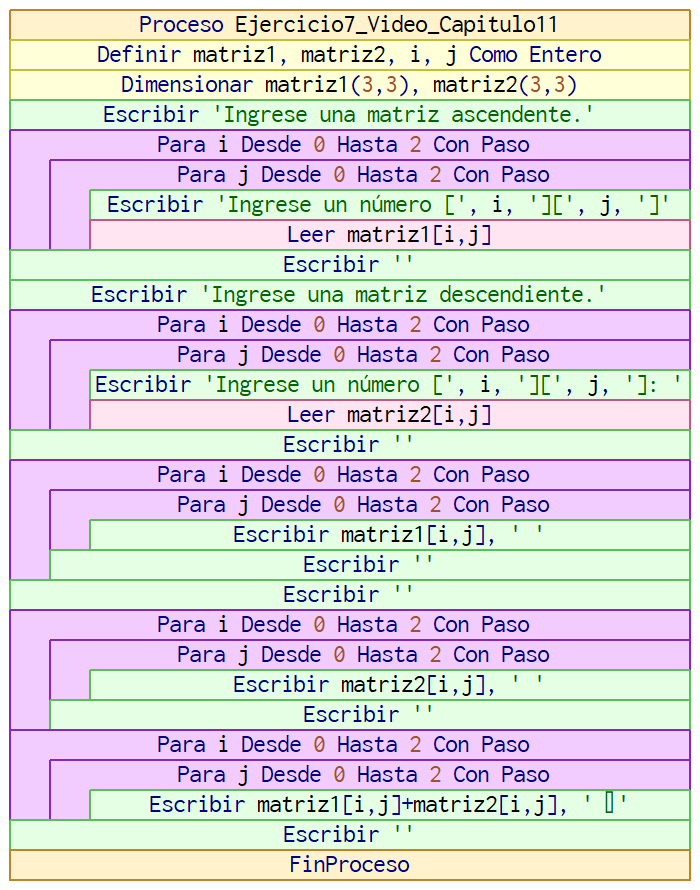 Proceso Ejercicio7_Video_Capitulo11
Definir matriz1, matriz2, i, j Como Entero
Dimensionar matriz1(3,3), matriz2(3,3)
Escribir 'Ingrese una matriz ascendente.'
Para i Desde 0 Hasta 2 Con Paso
Para j Desde 0 Hasta 2 Con Paso
Escribir 'Ingrese un número [', i, '][', j, ']'
Leer matriz1[i,j]
Escribir ''
Escribir 'Ingrese una matriz descendiente.'
Para i Desde 0 Hasta 2 Con Paso
Para j Desde 0 Hasta 2 Con Paso
Escribir 'Ingrese un número [', i, '][', j, ']: '
Leer matriz2[i,j]
Escribir ''
Para i Desde 0 Hasta 2 Con Paso
Para j Desde 0 Hasta 2 Con Paso
Escribir matriz1[i,j], ' '
Escribir ''
Escribir ''
Para i Desde 0 Hasta 2 Con Paso
Para j Desde 0 Hasta 2 Con Paso
Escribir matriz2[i,j], ' '
Escribir ''
Para i Desde 0 Hasta 2 Con Paso
Para j Desde 0 Hasta 2 Con Paso
Escribir matriz1[i,j]+matriz2[i,j], ' ▯'
Escribir ''
FinProceso